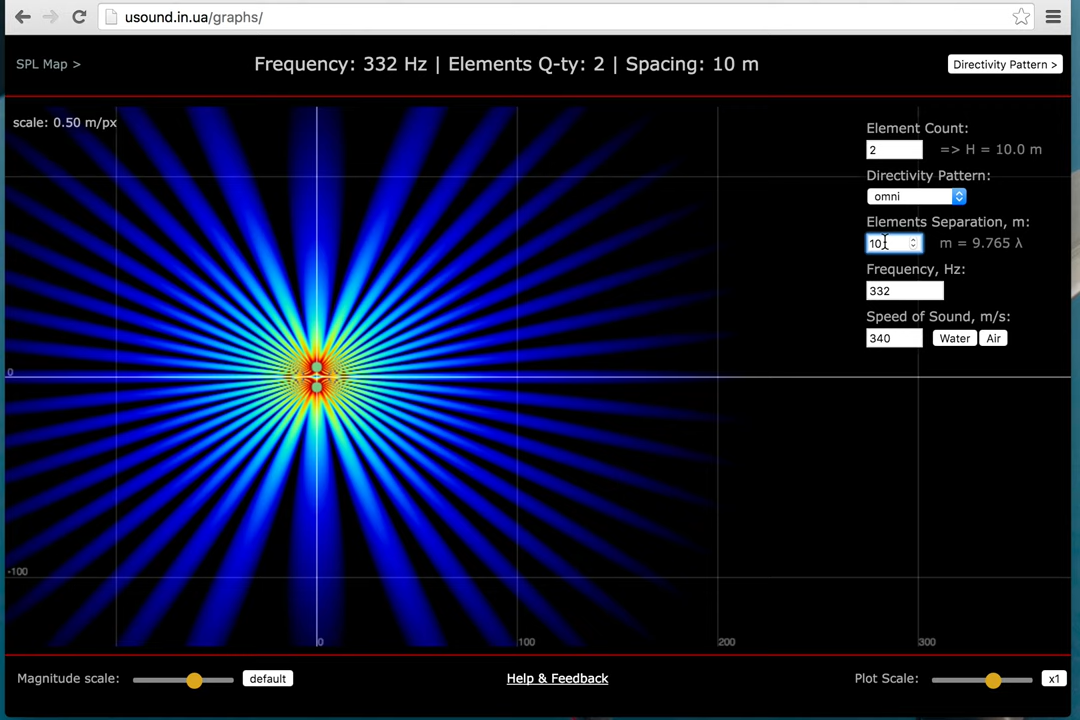 usound.in.ua/graphs/
SPL Map >
Frequency: 332 Hz | Elements Q-ty: 2 | Spacing: 10 m
Directivity Pattern >
scale: 0.50 m/px
Element Count:
2 => H = 10.0 m
Directivity Pattern:
omni
Elements Separation, m:
10 m = 9.765 λ
Frequency, Hz:
332
Speed of Sound, m/s:
340 Water Air
0
-100
0 100 200 300
Magnitude scale: default
Help & Feedback
Plot Scale: x1